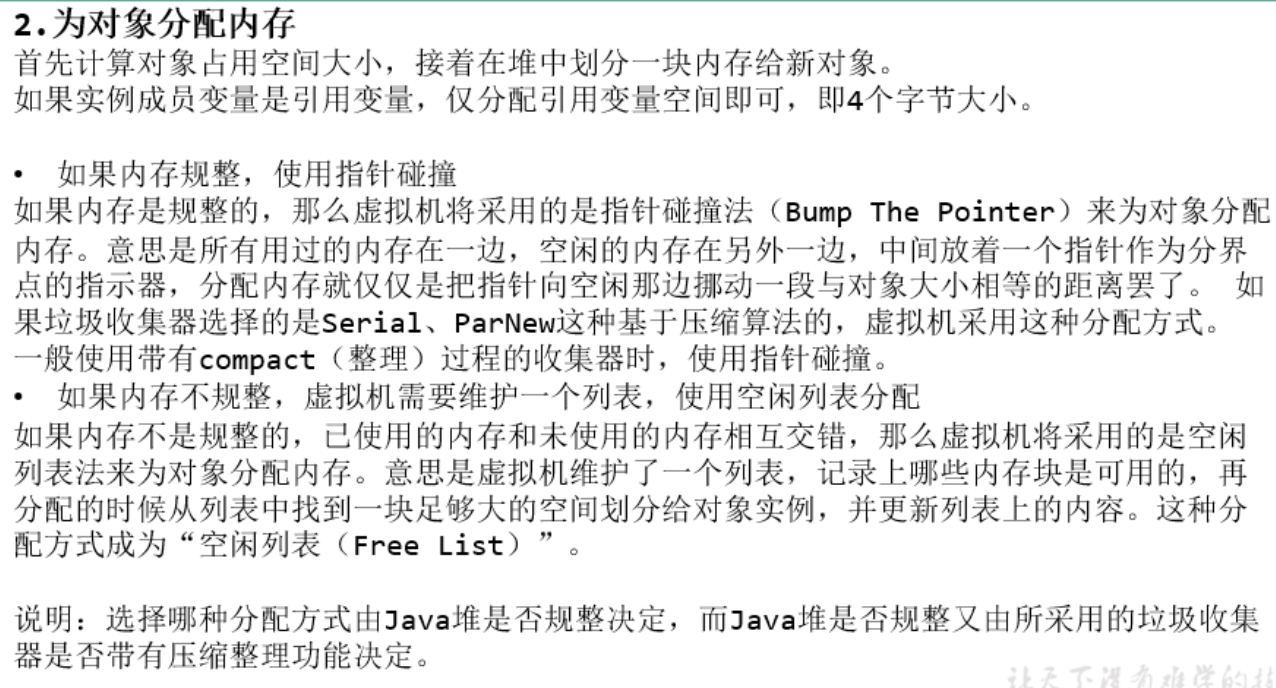 2.为对象分配内存
首先计算对象占用空间大小，接着在堆中划分一块内存给新对象。
如果实例成员变量是引用变量，仅分配引用变量空间即可，即4个字节大小。
• 如果内存规整，使用指针碰撞
如果内存是规整的，那么虚拟机将采用的是指针碰撞法（Bump The Pointer）来为对象分配
内存。意思是所有用过的内存在一边，空闲的内存在另外一边，中间放着一个指针作为分界
点的指示器，分配内存就仅仅是把指针向空闲那边挪动一段与对象大小相等的距离罢了。 如
果垃圾收集器选择的是Serial、ParNew这种基于压缩算法的，虚拟机采用这种分配方式。
一般使用带有compact（整理）过程的收集器时，使用指针碰撞。
• 如果内存不规整，虚拟机需要维护一个列表，使用空闲列表分配
如果内存不是规整的，已使用的内存和未使用的内存相互交错，那么虚拟机将采用的是空闲
列表法来为对象分配内存。意思是虚拟机维护了一个列表，记录上哪些内存块是可用的，再
分配的时候从列表中找到一块足够大的空间划分给对象实例，并更新列表上的内容。这种分
配方式成为“空闲列表（Free List）”。
说明：选择哪种分配方式由Java堆是否规整决定，而Java堆是否规整又由所采用的垃圾收集
器是否带有压缩整理功能决定。
让天下没有难学的技